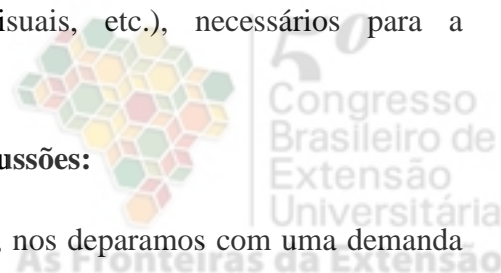 isuais, etc.), necessários para a
5º
Congresso
Brasileiro de
Extensão
Universitária
ussões:
, nos deparamos com uma demanda
As Fronteiras da Extensão